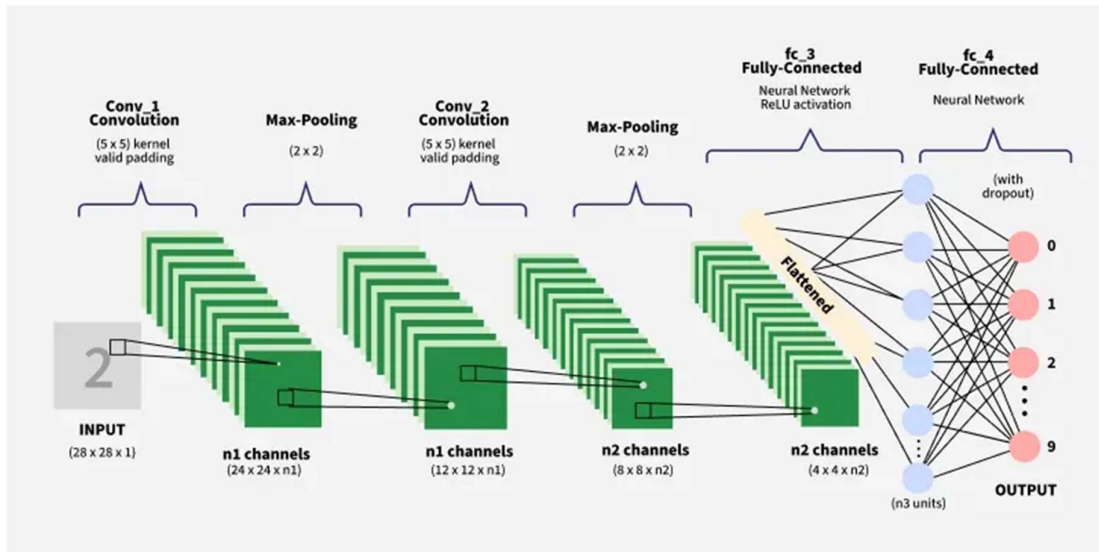 Conv_1
Convolution
(5 x 5) kernel
valid padding
Max-Pooling
(2 x 2)
Conv_2
Convolution
(5 x 5) kernel
valid padding
Max-Pooling
(2 x 2)
fc_3
Fully-Connected
Neural Network
ReLU activation
fc_4
Fully-Connected
Neural Network
(with
dropout)
2
INPUT
(28 x 28 x 1)
n1 channels
(24 x 24 x n1)
n1 channels
(12 x 12 x n1)
n2 channels
(8 x 8 x n2)
n2 channels
(4 x 4 x n2)
Flattened
(n3 units)
0
1
2
9
OUTPUT